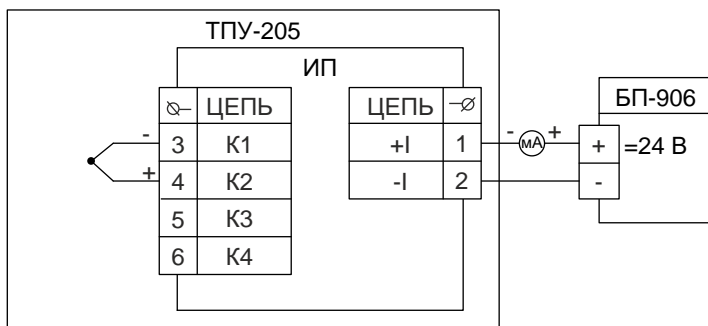 ТПУ-205
ИП
БП-906
ЦЕПЬ
ЦЕПЬ
- 3 К1
+I 1 - мА + +
=24 В
+ 4 К2
-I 2 -
5 К3
6 К4